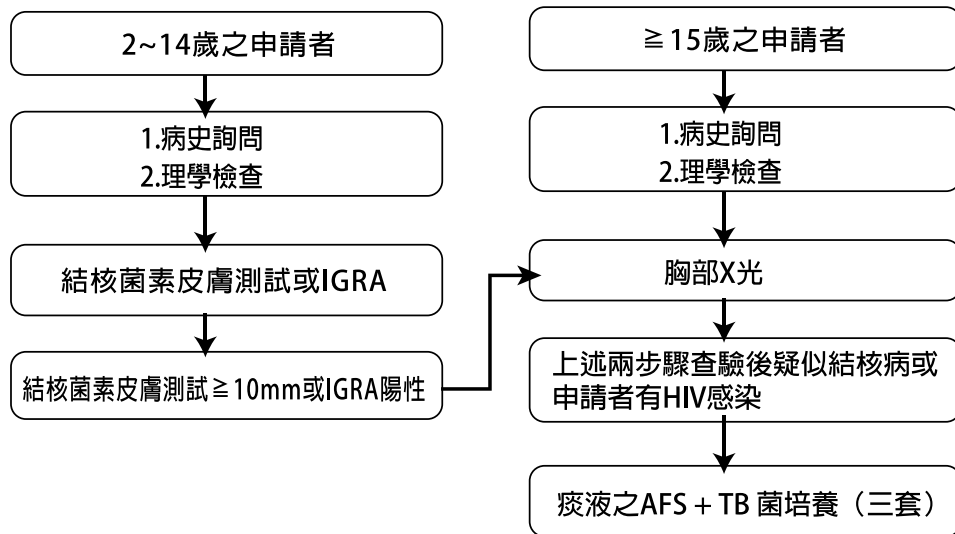 2~14歲之申請者
1.病史詢問
2.理學檢查
結核菌素皮膚測試或IGRA
結核菌素皮膚測試≧10mm或IGRA陽性
≧15歲之申請者
1.病史詢問
2.理學檢查
胸部X光
上述兩步驟查驗後疑似結核病或
申請者有HIV感染
痰液之AFS + TB 菌培養（三套）